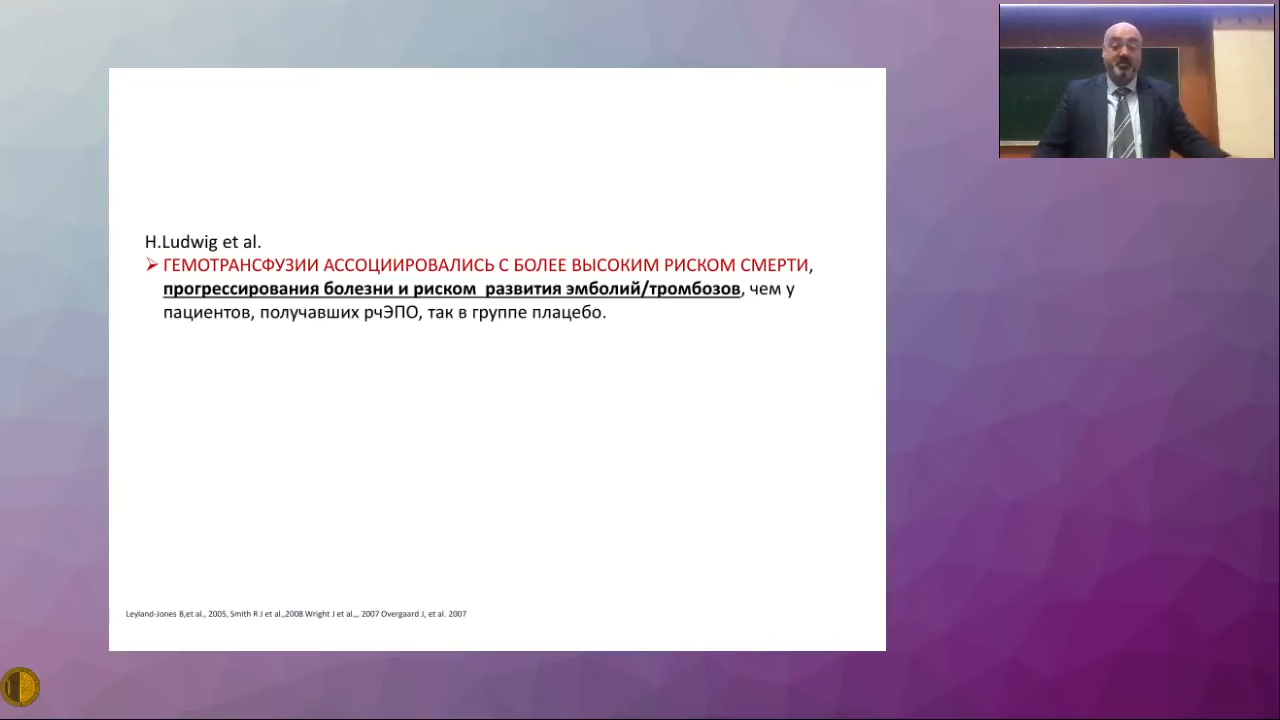 H.Ludwig et al.
➢ ГЕМОТРАНСФУЗИИ АССОЦИИРОВАЛИСЬ С БОЛЕЕ ВЫСОКИМ РИСКОМ СМЕРТИ,
прогрессирования болезни и риском  развития эмболий/тромбозов, чем у
пациентов, получавших рчЭПО, так в группе плацебо.
Leyland-Jones B,et al., 2005, Smith R J et al.,2008 Wright J et al.,, 2007 Overgaard J, et al. 2007